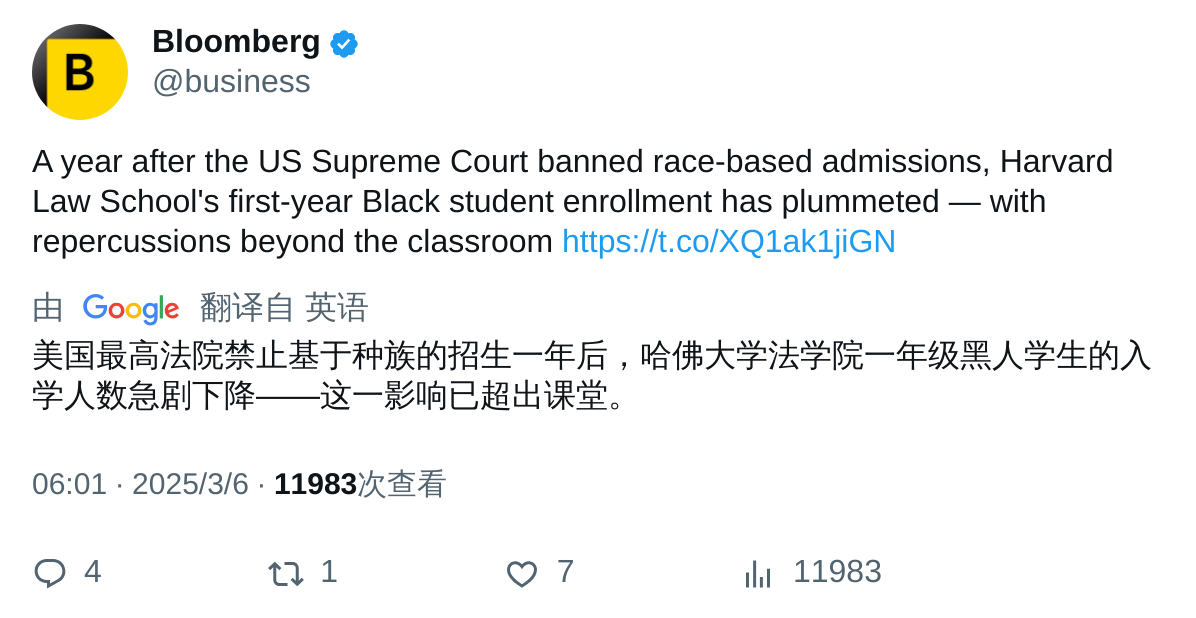 B
Bloomberg
@business
A year after the US Supreme Court banned race-based admissions, Harvard
Law School's first-year Black student enrollment has plummeted — with
repercussions beyond the classroom https://t.co/XQ1ak1jiGN
由 Google 翻译自 英语
美国最高法院禁止基于种族的招生一年后，哈佛大学法学院一年级黑人学生的入
学人数急剧下降——这一影响已超出课堂。
06:01 · 2025/3/6 · 11983次查看
4 1 7 11983